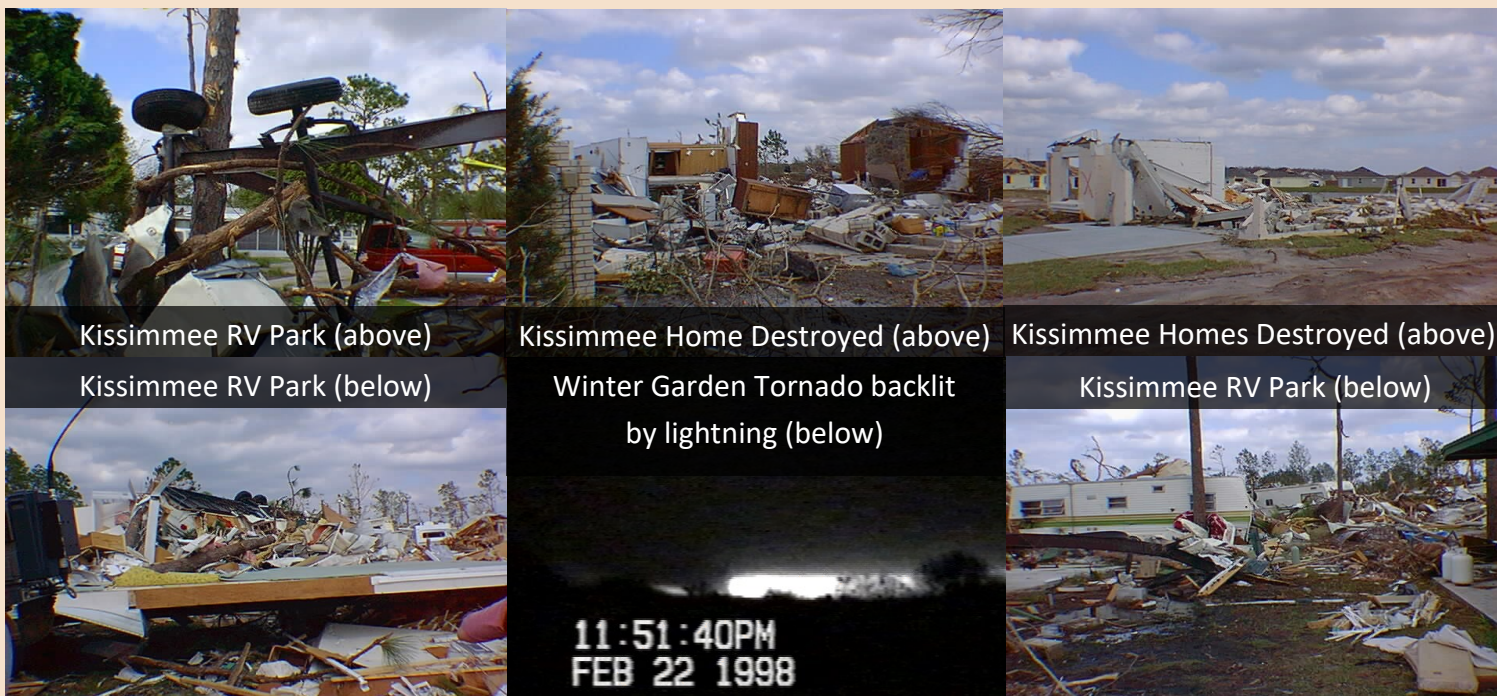 Kissimmee RV Park (above)
Kissimmee Home Destroyed (above)
Kissimmee Homes Destroyed (above)
Kissimmee RV Park (below)
Winter Garden Tornado backlit
by lightning (below)
Kissimmee RV Park (below)
11:51:40PM
FEB 22 1998